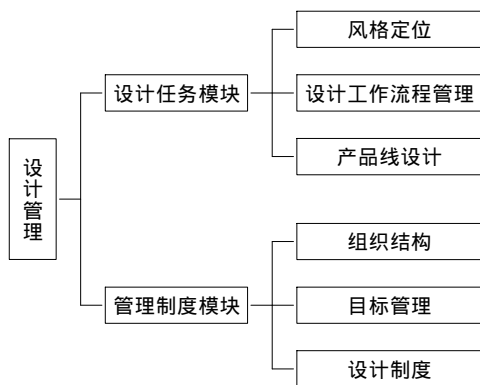 设计管理
设计任务模块
风格定位
设计工作流程管理
产品线设计
管理制度模块
组织结构
目标管理
设计制度